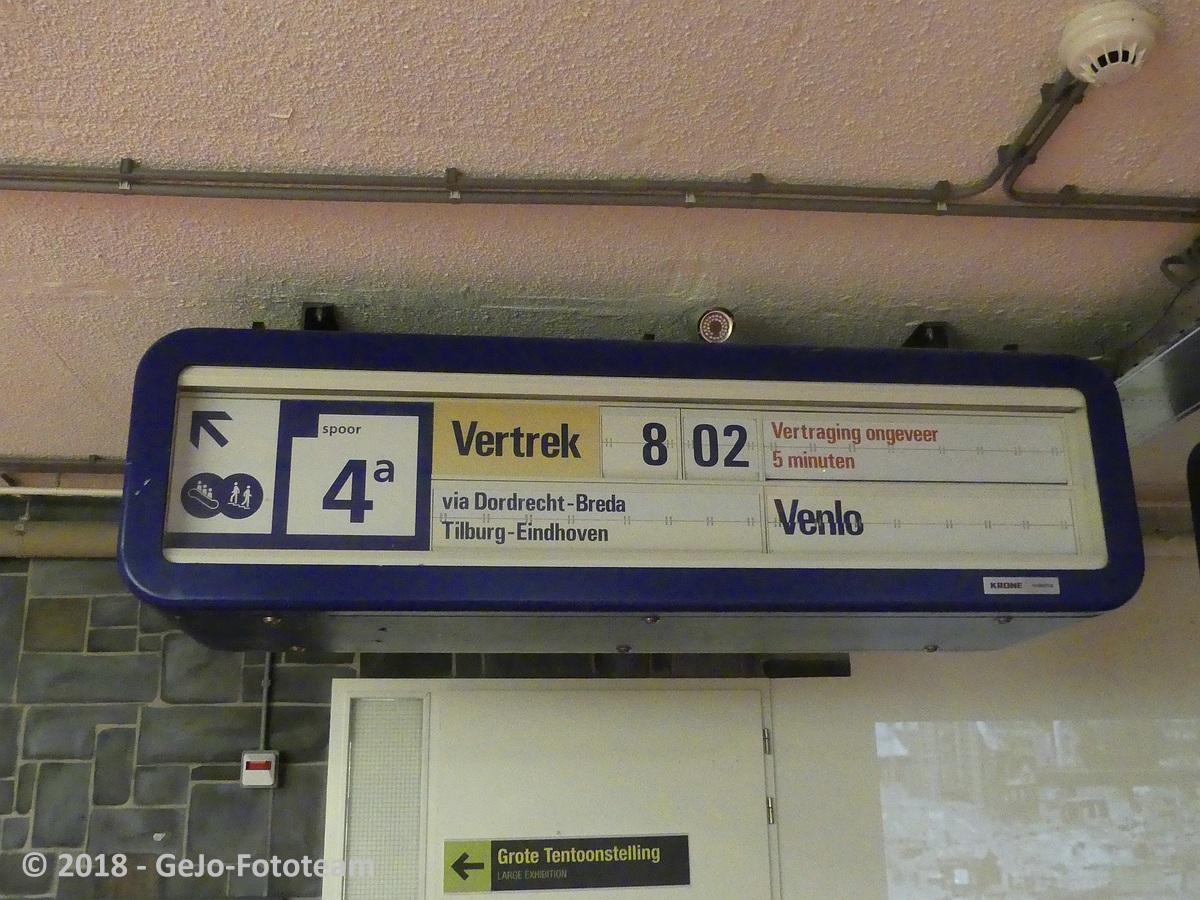 spoor
4a
Vertrek 8 02
Vertraging ongeveer
5 minuten
via Dordrecht-Breda
Tilburg-Eindhoven
Venlo
KRONE
Grote Tentoonstelling
LARGE EXHIBITION
© 2018 - GeJo-Fototeam